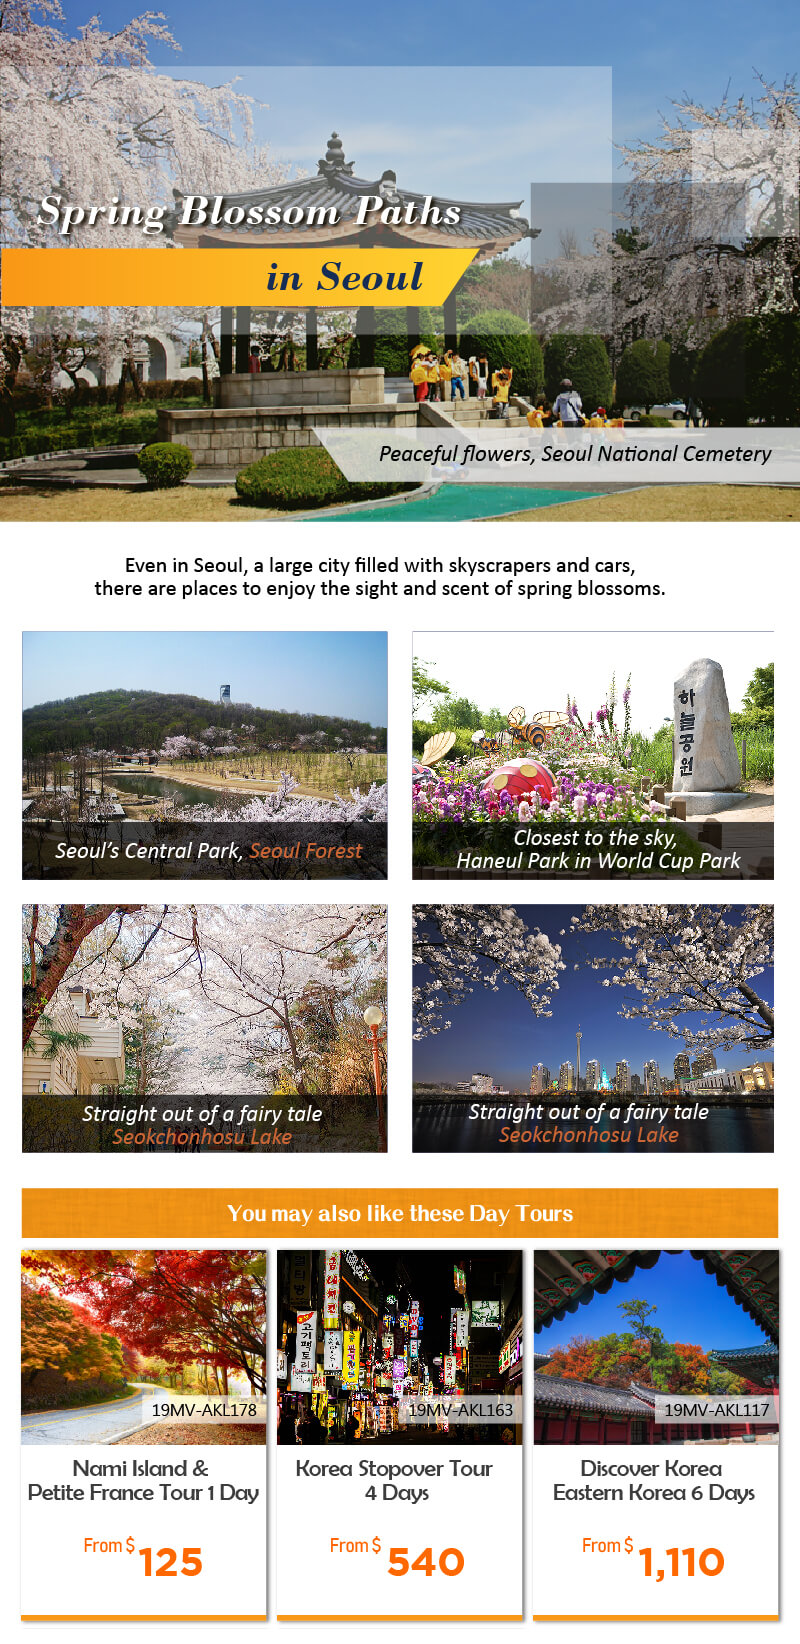 Spring Blossom Paths
in Seoul
Peaceful flowers, Seoul National Cemetery
Even in Seoul, a large city filled with skyscrapers and cars,
there are places to enjoy the sight and scent of spring blossoms.
Seoul's Central Park, Seoul Forest
하늘공원
Closest to the sky,
Haneul Park in World Cup Park
Straight out of a fairy tale
Seokchonhosu Lake
Straight out of a fairy tale
Seokchonhosu Lake
You may also like these Day Tours
19MV-AKL178
Nami Island &
Petite France Tour 1 Day
From $ 125
고기팩토리
19MV-AKL163
Korea Stopover Tour
4 Days
From $ 540
19MV-AKL117
Discover Korea
Eastern Korea 6 Days
From $ 1,110